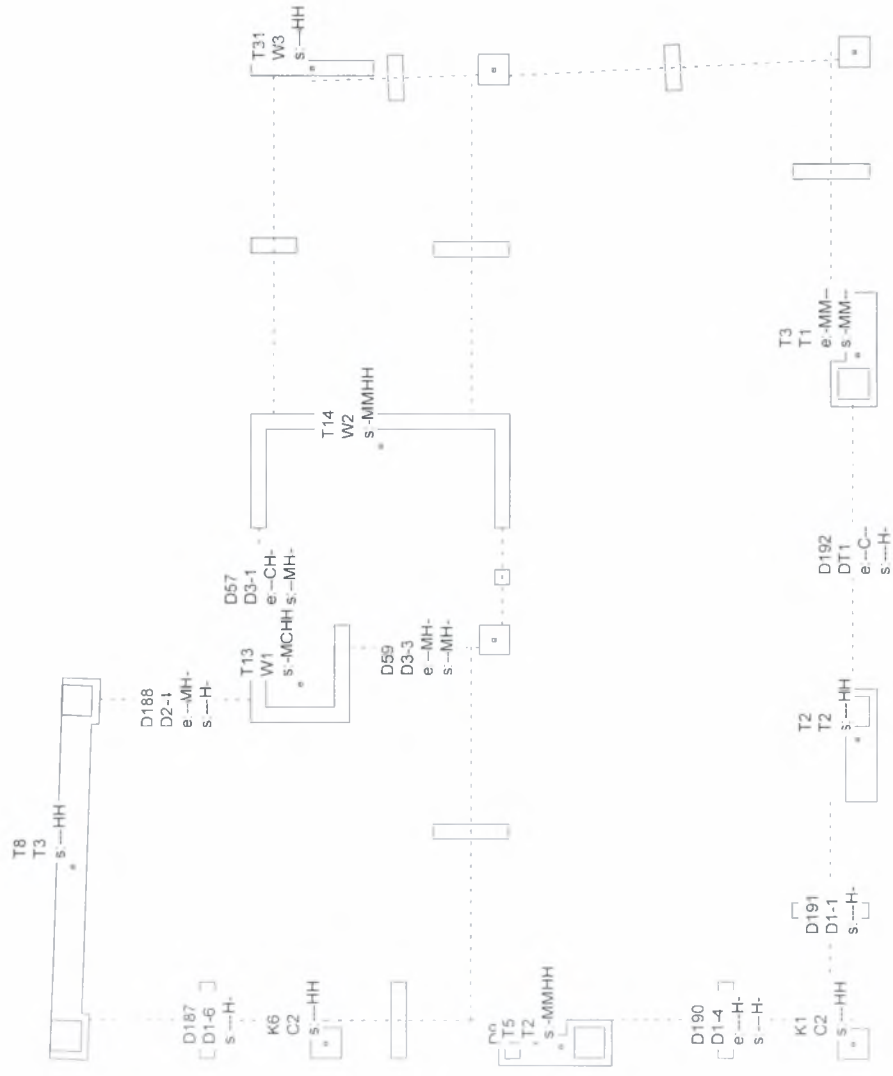 T31
W3
s:---HH
T14
W2
s:-MMHH
D57
D3-1
e:--CH-
s:--MH-
T13
W1
s:-MCHH
D59
D3-3
e:--MH-
s:--MH-
D188
D2-1
e:--MH-
s:---H-
T8
T3
s:---HH
T3
T1
e:-MM--
s:-MM--
D192
DT1
e:--C--
s:---H-
T2
T2
s:---HH
D191
D1-1
s:---H-
D187
D1-6
s:---H-
K6
C2
s:---HH
T5
T2
s:-MMHH
D190
D1-4
e:---H-
s:---H-
K1
C2
s:---HH